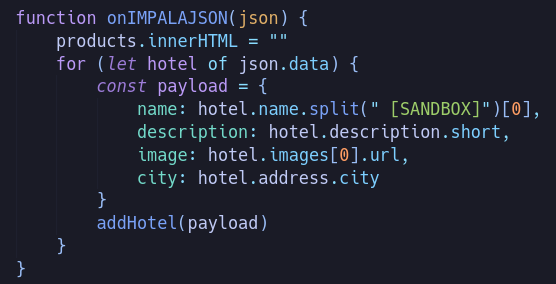 function onIMPALAJSON(json) {
    products.innerHTML = ""
    for (let hotel of json.data) {
        const payload = {
            name: hotel.name.split(" [SANDBOX]")[0],
            description: hotel.description.short,
            image: hotel.images[0].url,
            city: hotel.address.city
        }
        addHotel(payload)
    }
}